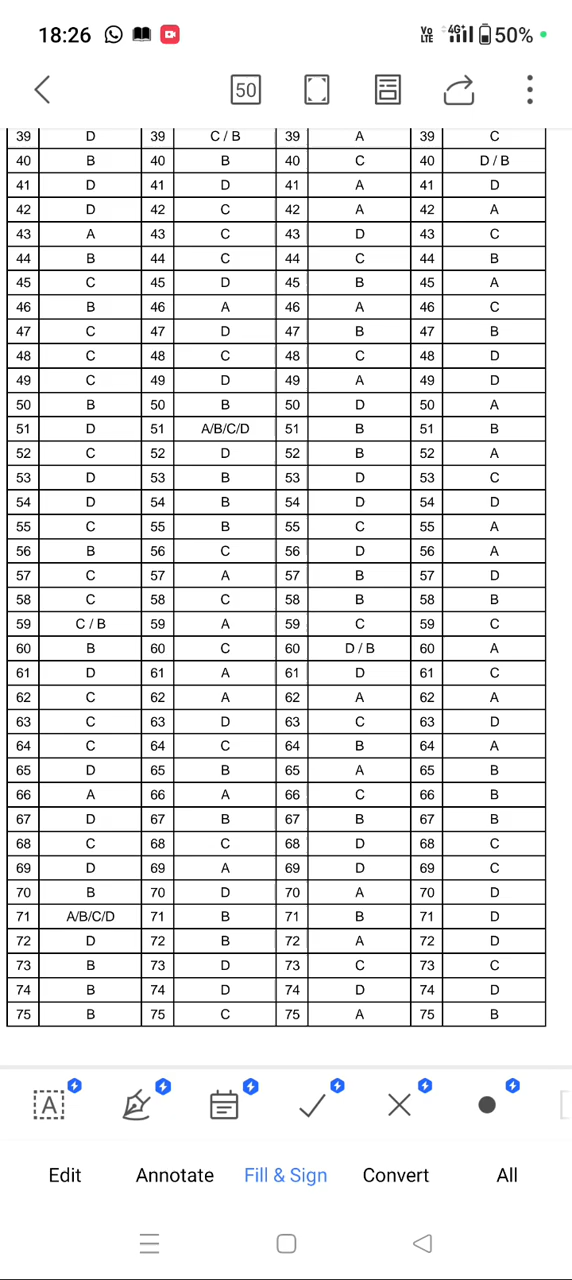 18:26 Vo LTE 4G+ 50%
50
39 D 39 C / B 39 A 39 C
40 B 40 B 40 C 40 D / B
41 D 41 D 41 A 41 D
42 D 42 C 42 A 42 A
43 A 43 C 43 D 43 C
44 B 44 C 44 C 44 B
45 C 45 D 45 B 45 A
46 B 46 A 46 A 46 C
47 C 47 D 47 B 47 B
48 C 48 C 48 C 48 D
49 C 49 D 49 A 49 D
50 B 50 B 50 D 50 A
51 D 51 A/B/C/D 51 B 51 B
52 C 52 D 52 B 52 A
53 D 53 B 53 D 53 C
54 D 54 B 54 D 54 D
55 C 55 B 55 C 55 A
56 B 56 C 56 D 56 A
57 C 57 A 57 B 57 D
58 C 58 C 58 B 58 B
59 C / B 59 A 59 C 59 C
60 B 60 C 60 D / B 60 A
61 D 61 A 61 D 61 C
62 C 62 A 62 A 62 A
63 C 63 D 63 C 63 D
64 C 64 C 64 B 64 A
65 D 65 B 65 A 65 B
66 A 66 A 66 C 66 B
67 D 67 B 67 B 67 B
68 C 68 C 68 D 68 C
69 D 69 A 69 D 69 C
70 B 70 D 70 A 70 D
71 A/B/C/D 71 B 71 B 71 D
72 D 72 B 72 A 72 D
73 B 73 D 73 C 73 C
74 B 74 D 74 D 74 D
75 B 75 C 75 A 75 B
A
Edit Annotate Fill & Sign Convert All